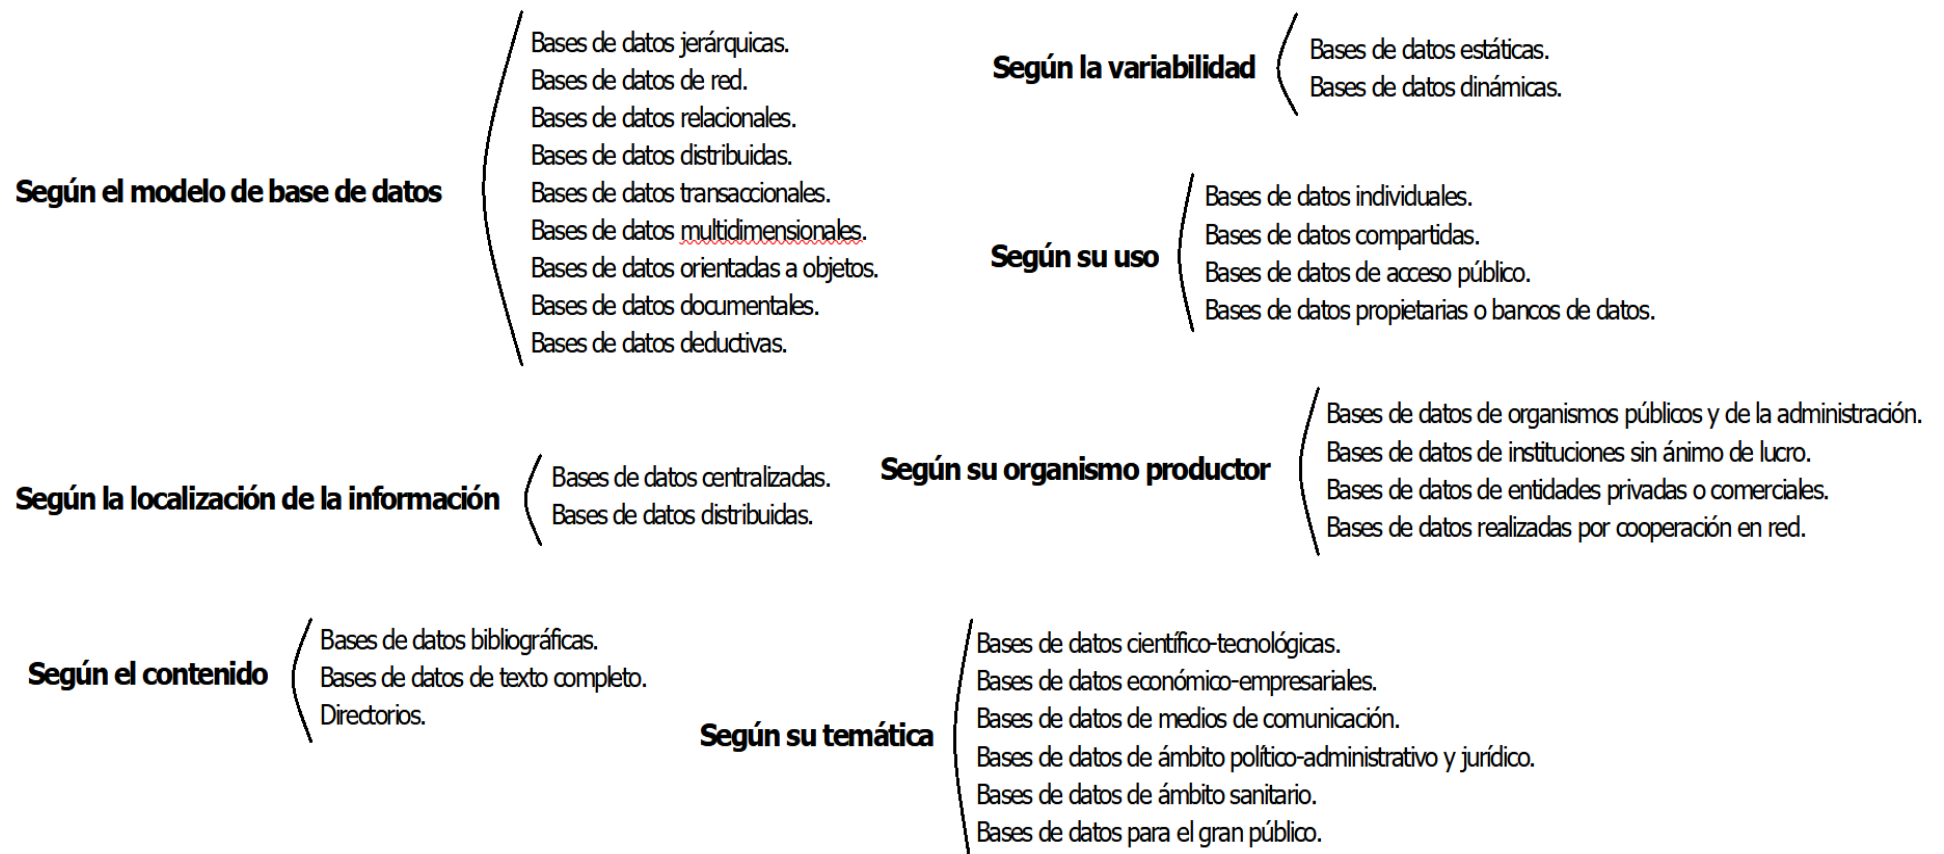 Según el modelo de base de datos
Bases de datos jerárquicas.
Bases de datos de red.
Bases de datos relacionales.
Bases de datos distribuidas.
Bases de datos transaccionales.
Bases de datos multidimensionales.
Bases de datos orientadas a objetos.
Bases de datos documentales.
Bases de datos deductivas.
Según la variabilidad
Bases de datos estáticas.
Bases de datos dinámicas.
Según su uso
Bases de datos individuales.
Bases de datos compartidas.
Bases de datos de acceso público.
Bases de datos propietarias o bancos de datos.
Según la localización de la información
Bases de datos centralizadas.
Bases de datos distribuidas.
Según su organismo productor
Bases de datos de organismos públicos y de la administración.
Bases de datos de instituciones sin ánimo de lucro.
Bases de datos de entidades privadas o comerciales.
Bases de datos realizadas por cooperación en red.
Según el contenido
Bases de datos bibliográficas.
Bases de datos de texto completo.
Directorios.
Según su temática
Bases de datos científico-tecnológicas.
Bases de datos económico-empresariales.
Bases de datos de medios de comunicación.
Bases de datos de ámbito político-administrativo y jurídico.
Bases de datos de ámbito sanitario.
Bases de datos para el gran público.